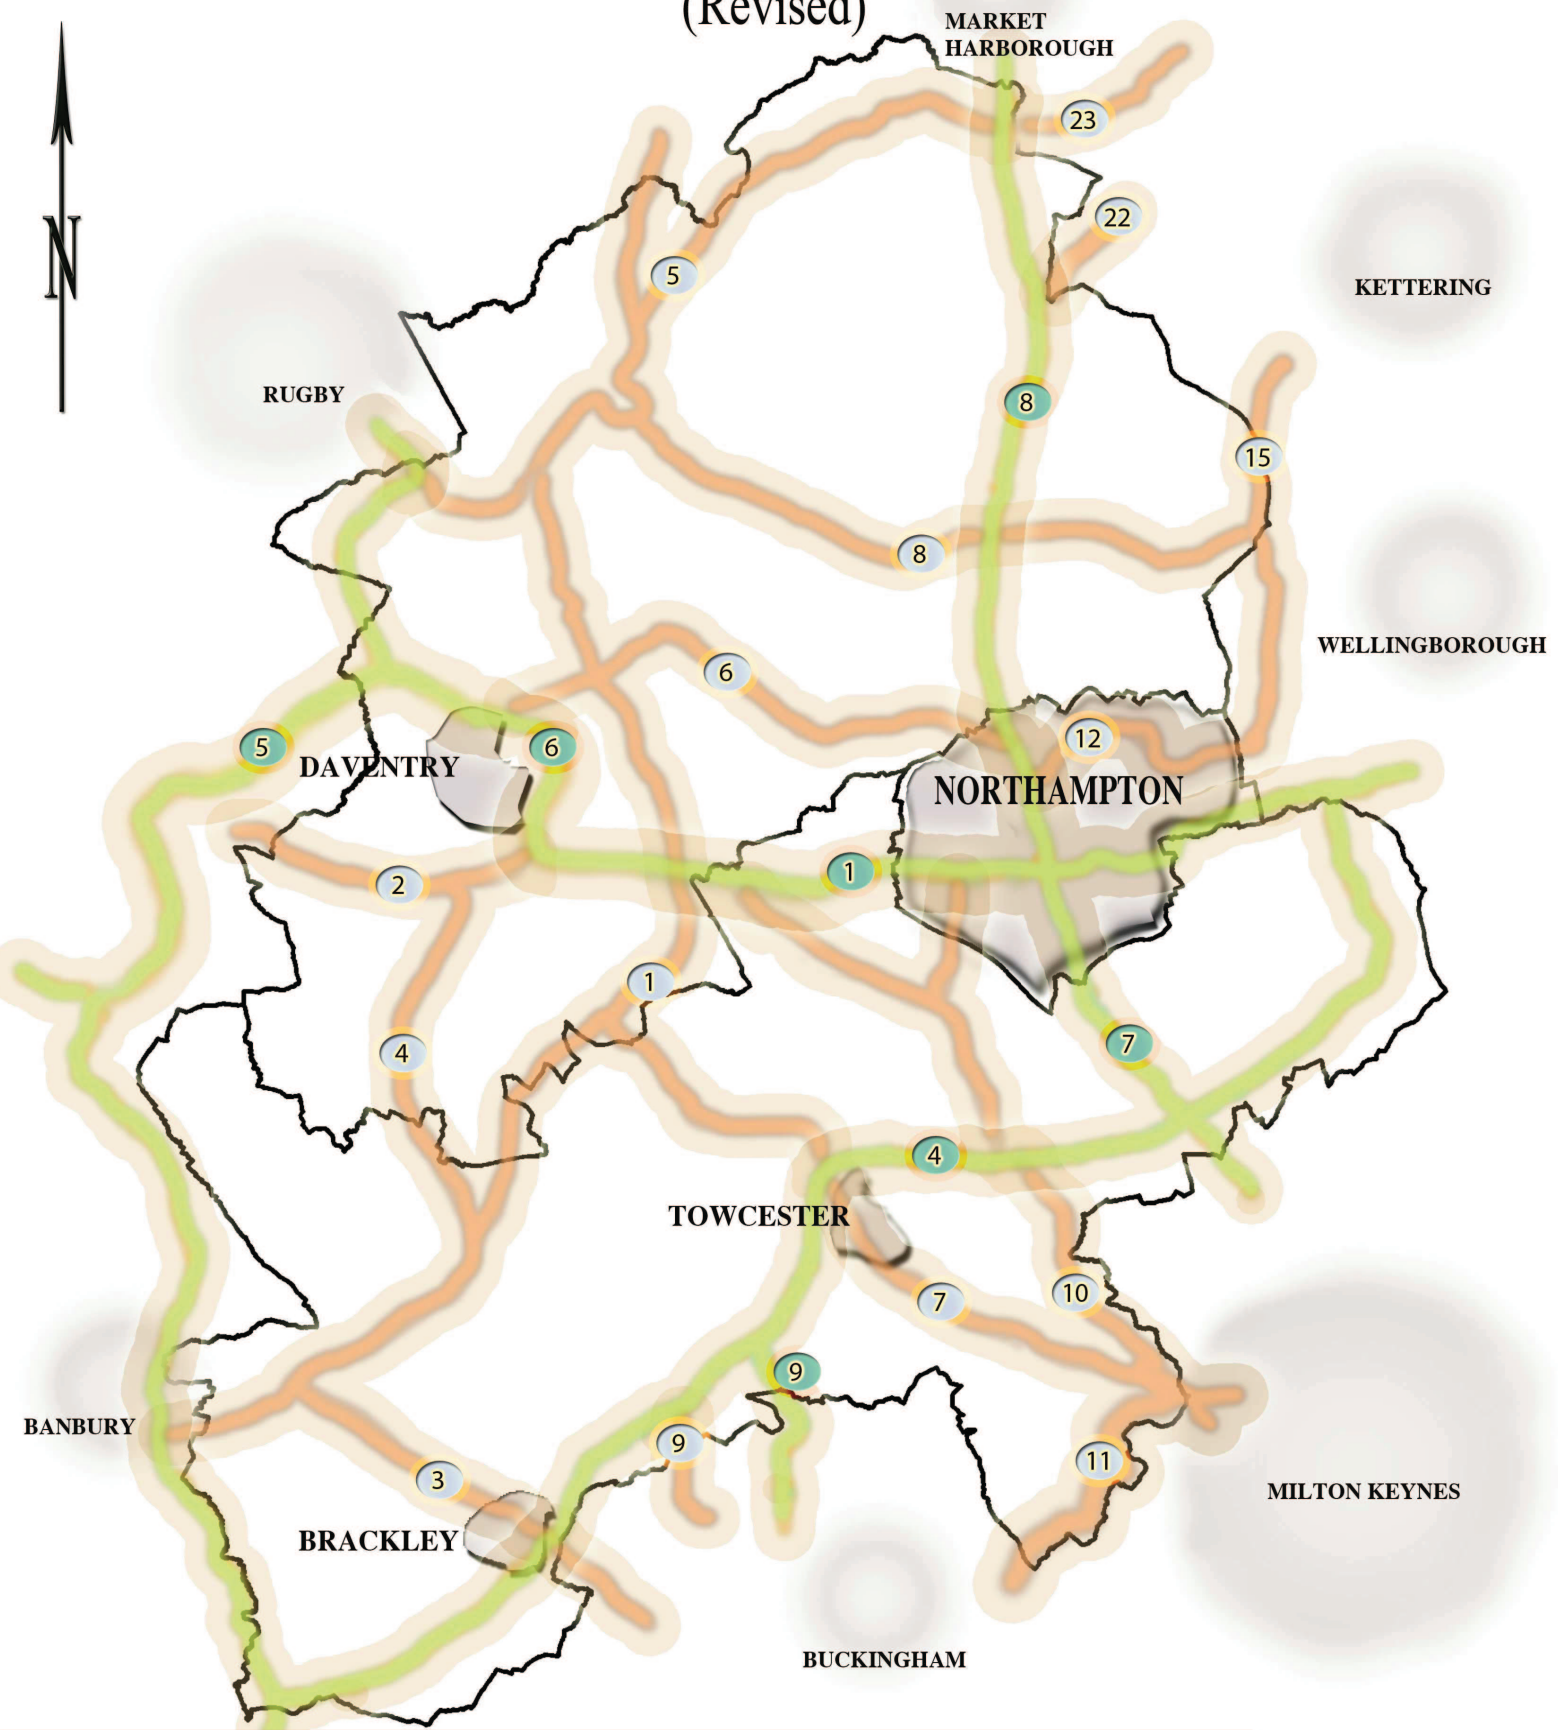 (Revised)
MARKET
HARBOROUGH
23
22
N
5
KETTERING
RUGBY
8
15
8
WELLINGBOROUGH
6
5
6
12
DAVENTRY
NORTHAMPTON
1
2
1
4
7
4
TOWCESTER
7
10
9
BANBURY
9
11
3
MILTON KEYNES
BRACKLEY
BUCKINGHAM